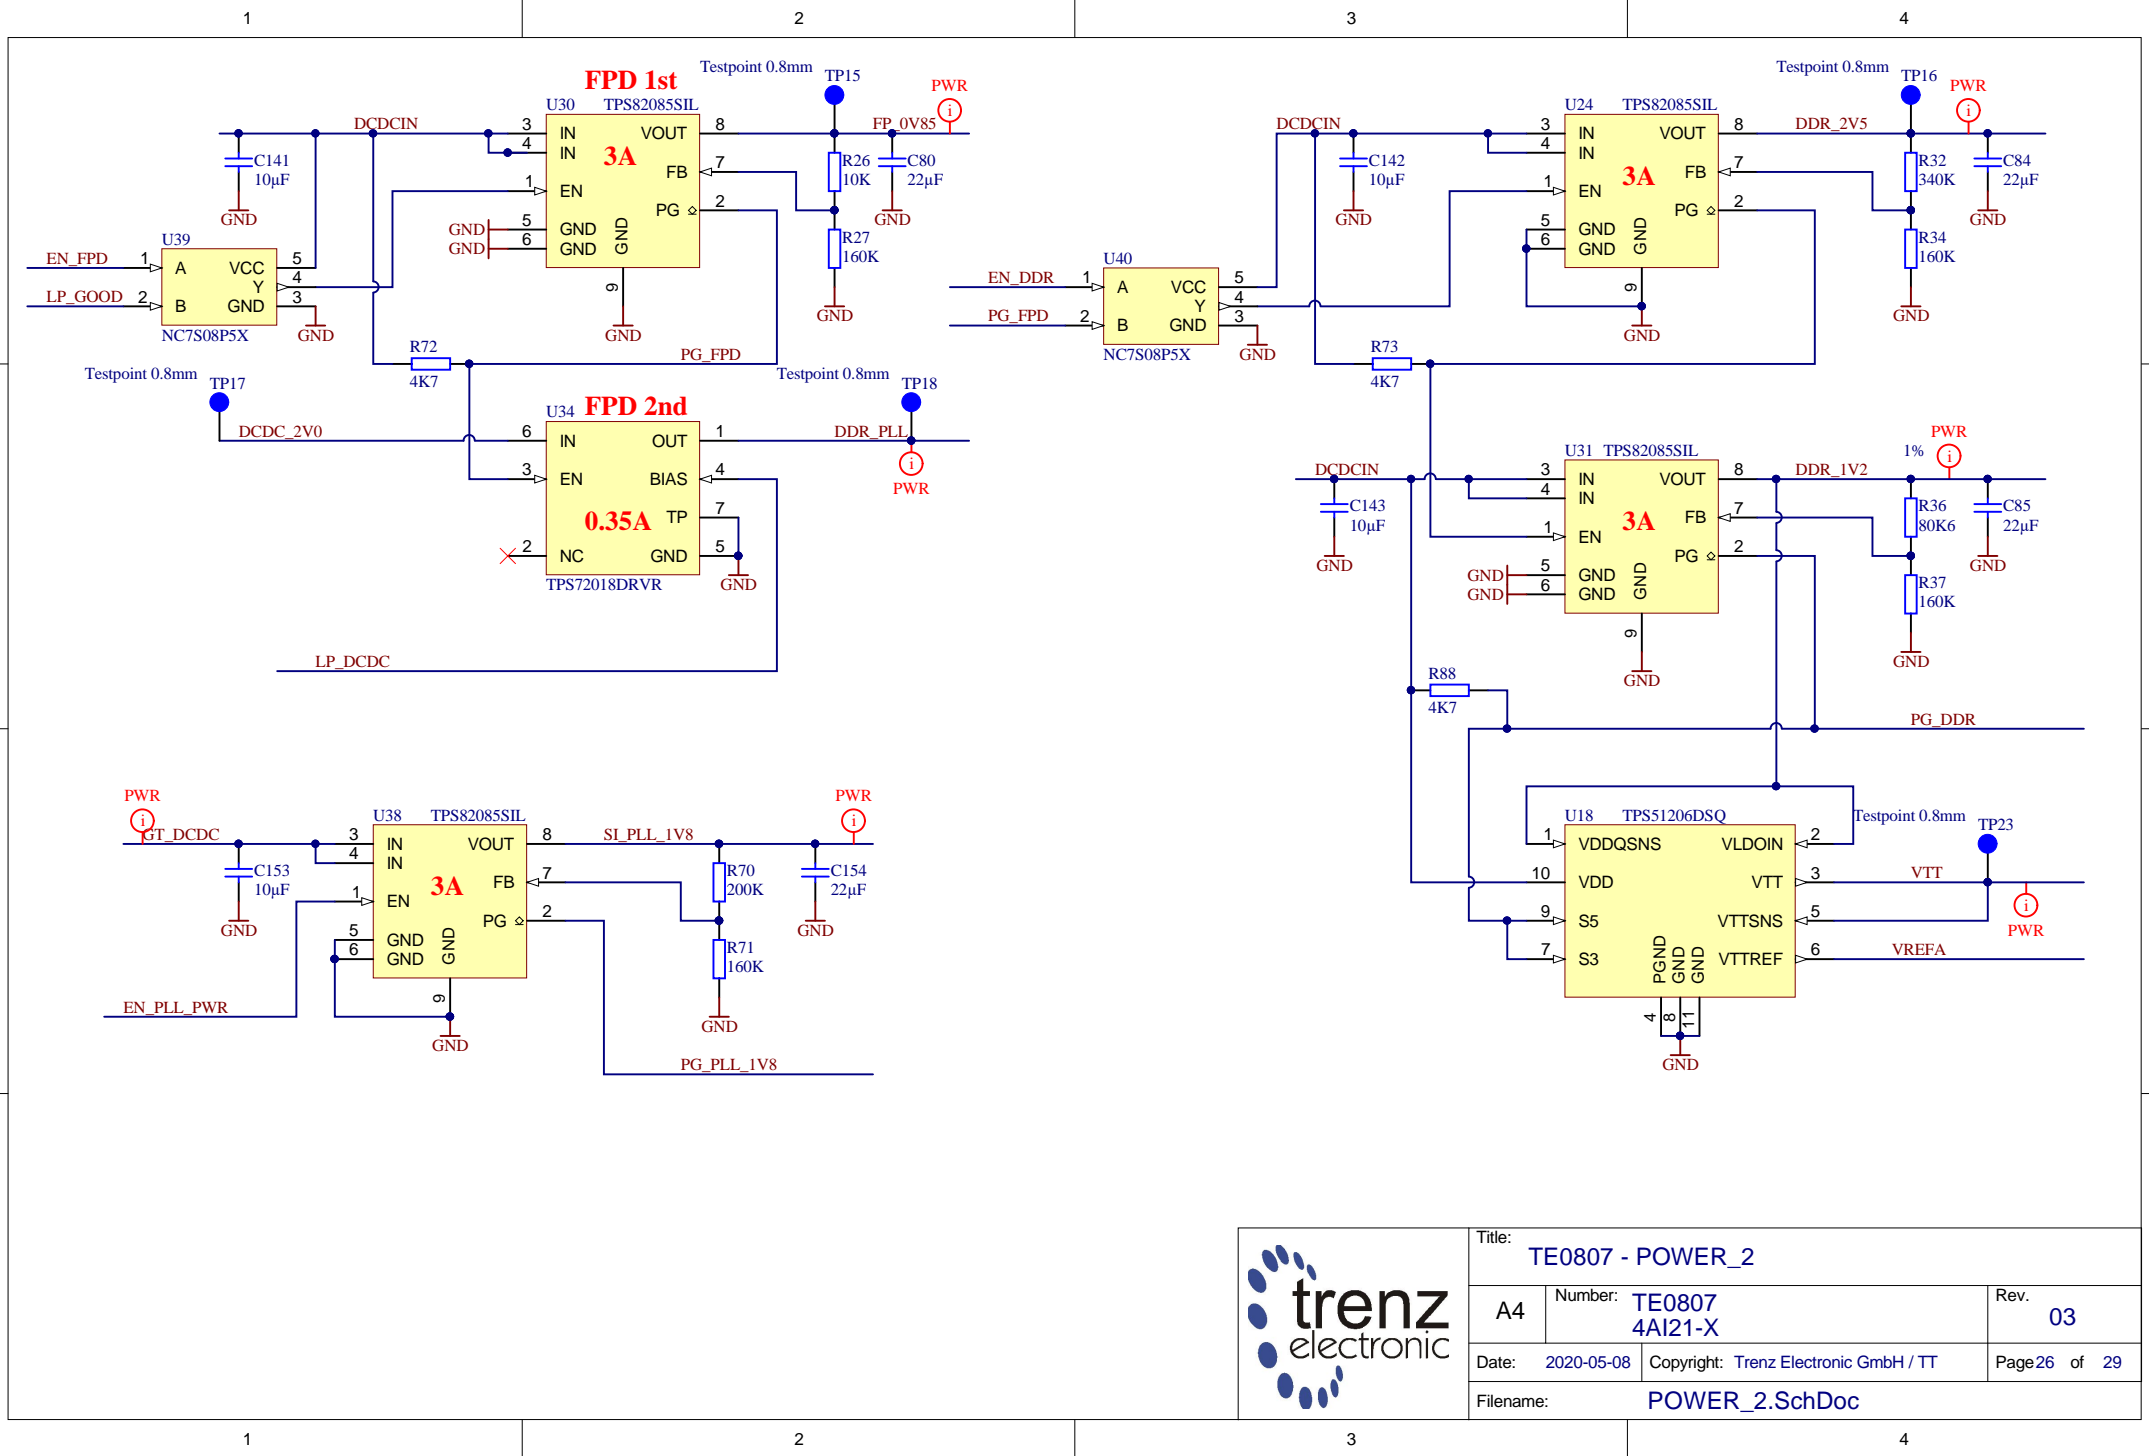 1
2
3
4
FPD 1st
Testpoint 0.8mm
TP15
PWR
U30
TPS82085SIL
DCDCIN
3
IN
VOUT
8
FP_0V85
4
IN
3A
C141
10µF
GND
FB
7
R26
10K
C80
22µF
GND
1
EN
PG
2
GND
5
GND
GND
6
GND
GND
R27
160K
GND
9
GND
U39
EN_FPD
1
A
VCC
5
Y
4
LP_GOOD
2
B
GND
3
NC7S08P5X
GND
R72
4K7
PG_FPD
Testpoint 0.8mm
TP17
Testpoint 0.8mm
TP18
U34
FPD 2nd
DCDC_2V0
6
IN
OUT
1
DDR_PLL
PWR
3
EN
BIAS
4
0.35A
TP
7
2
NC
GND
5
TPS72018DRVR
GND
LP_DCDC
PWR
GT_DCDC
U38
TPS82085SIL
PWR
3
IN
VOUT
8
SI_PLL_1V8
4
IN
3A
C153
10µF
GND
FB
7
R70
200K
C154
22µF
GND
1
EN
PG
2
5
GND
6
GND
GND
R71
160K
GND
9
GND
EN_PLL_PWR
PG_PLL_1V8
Testpoint 0.8mm
TP16
PWR
U24
TPS82085SIL
DCDCIN
3
IN
VOUT
8
DDR_2V5
4
IN
3A
C142
10µF
GND
FB
7
R32
340K
C84
22µF
GND
1
EN
PG
2
5
GND
6
GND
GND
R34
160K
GND
9
GND
U40
EN_DDR
1
A
VCC
5
Y
4
PG_FPD
2
B
GND
3
NC7S08P5X
GND
R73
4K7
U31
TPS82085SIL
1%
PWR
DCDCIN
3
IN
VOUT
8
DDR_1V2
4
IN
3A
C143
10µF
GND
FB
7
R36
80K6
C85
22µF
GND
1
EN
PG
2
GND
5
GND
GND
6
GND
GND
R37
160K
GND
9
GND
R88
4K7
PG_DDR
U18
TPS51206DSQ
Testpoint 0.8mm
TP23
1
VDDQSNS
VLDOIN
2
10
VDD
VTT
3
VTT
PWR
9
S5
VTTSNS
5
7
S3
VTTREF
6
VREFA
PGND
GND
GND
4
8
11
GND
trenz
electronic
Title:
TE0807 - POWER_2
A4
Number:
TE0807
4AI21-X
Rev.
03
Date:
2020-05-08
Copyright:
Trenz Electronic GmbH / TT
Page 26 of 29
Filename:
POWER_2.SchDoc
1
2
3
4